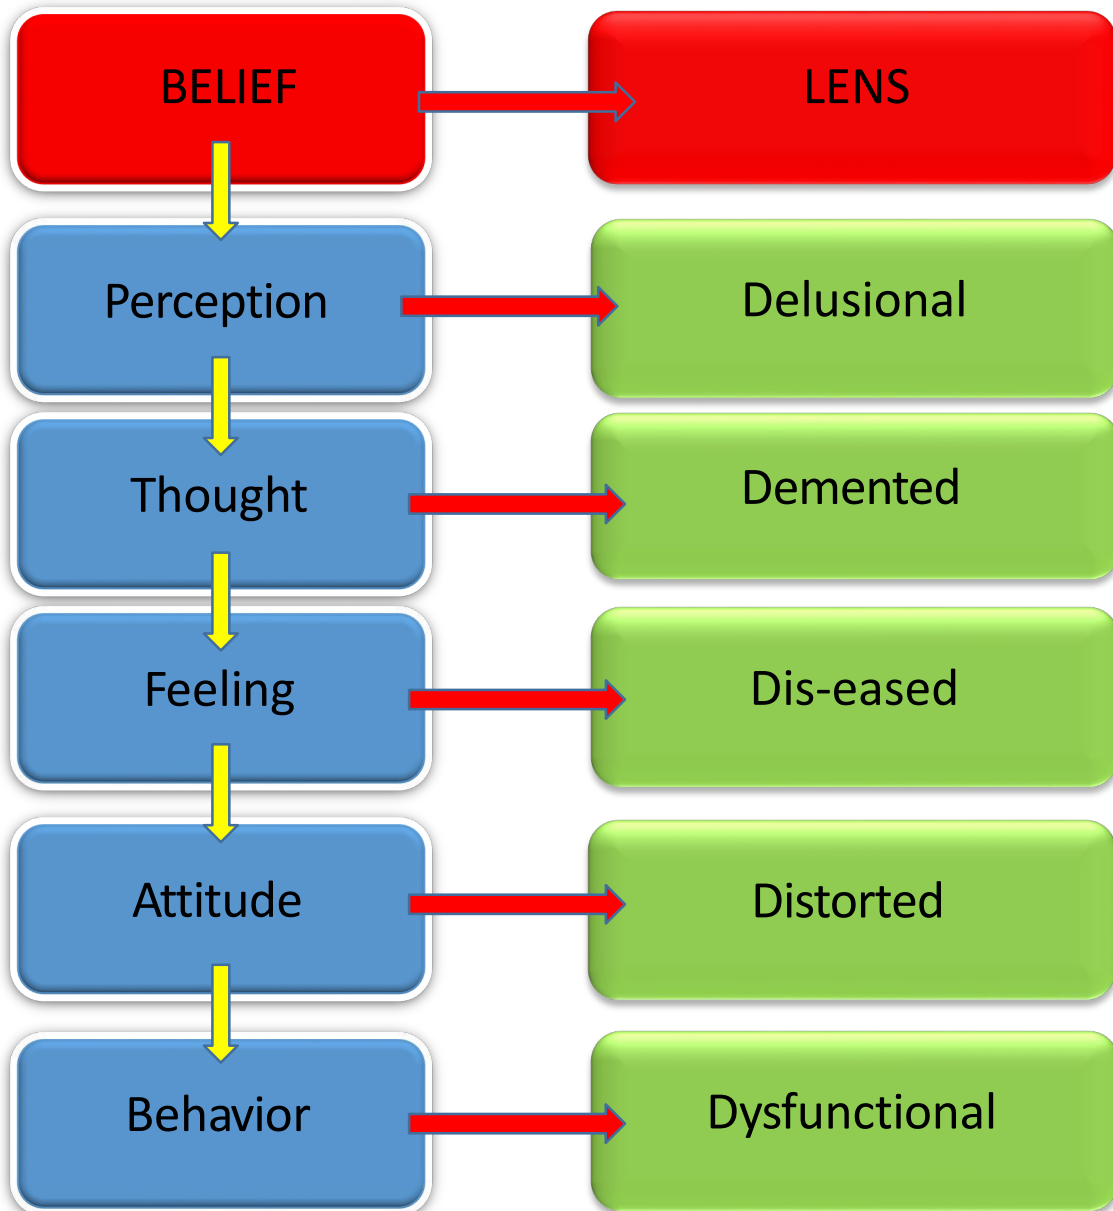 BELIEF
LENS
Perception
Delusional
Thought
Demented
Feeling
Dis-eased
Attitude
Distorted
Behavior
Dysfunctional